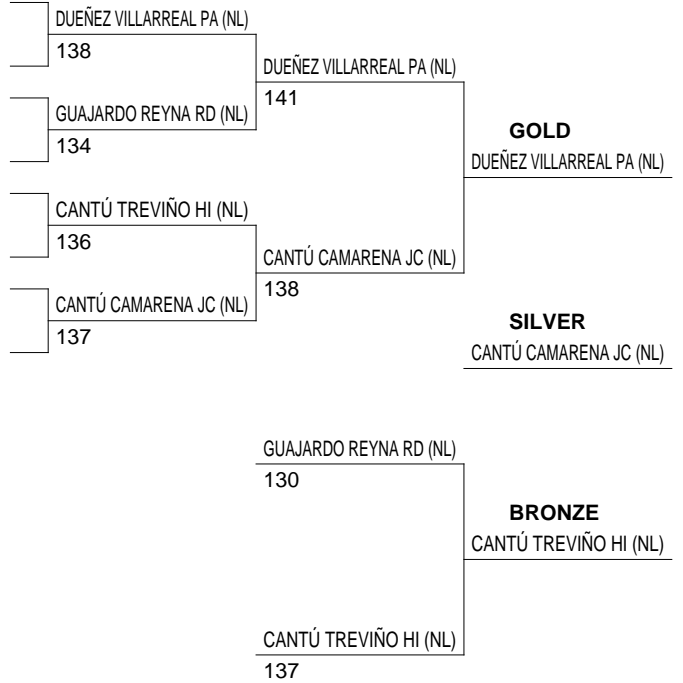 DUEÑEZ VILLARREAL PA (NL)
138
DUEÑEZ VILLARREAL PA (NL)
141
GUAJARDO REYNA RD (NL)
134
GOLD
DUEÑEZ VILLARREAL PA (NL)
CANTÚ TREVIÑO HI (NL)
136
CANTÚ CAMARENA JC (NL)
138
CANTÚ CAMARENA JC (NL)
137
SILVER
CANTÚ CAMARENA JC (NL)
GUAJARDO REYNA RD (NL)
130
BRONZE
CANTÚ TREVIÑO HI (NL)
CANTÚ TREVIÑO HI (NL)
137